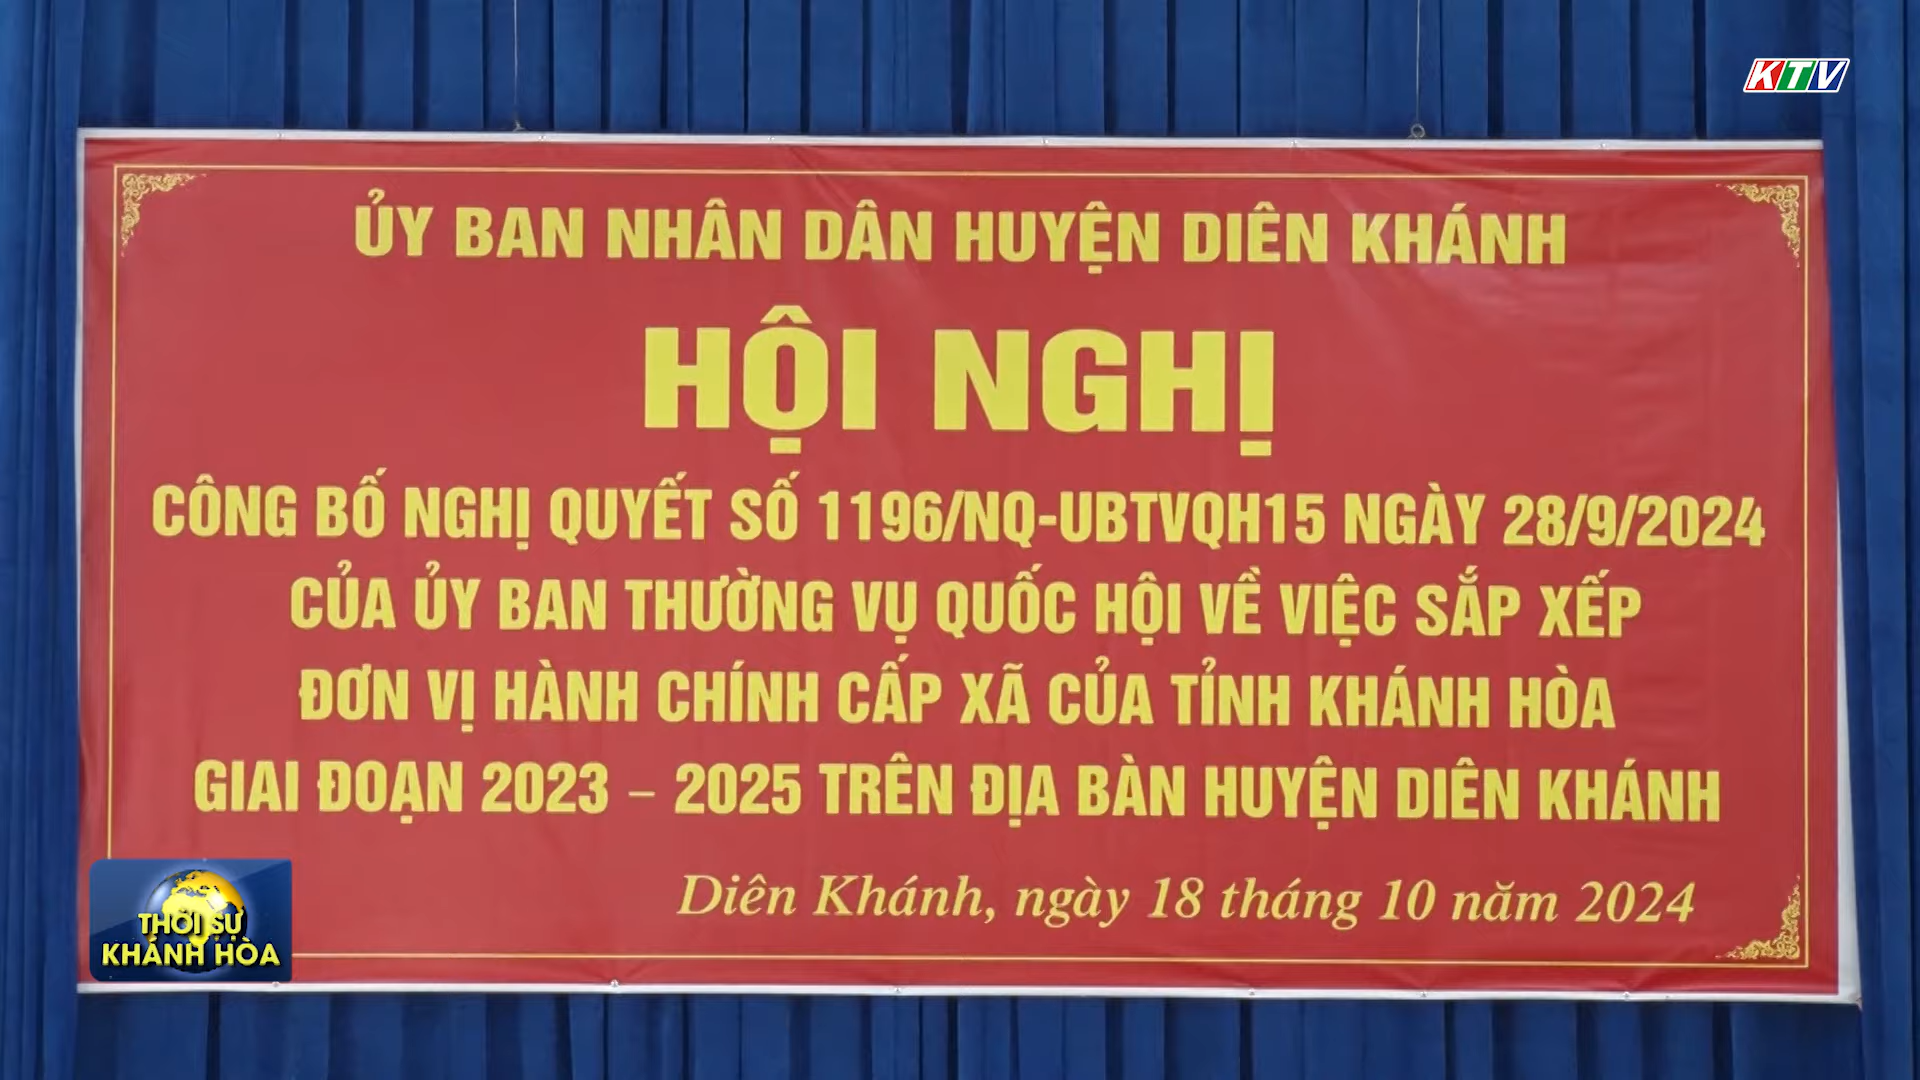 KTV
ỦY BAN NHÂN DÂN HUYỆN DIÊN KHÁNH
HỘI NGHỊ
CÔNG BỐ NGHỊ QUYẾT SỐ 1196/NQ-UBTVQH15 NGÀY 28/9/2024
CỦA ỦY BAN THƯỜNG VỤ QUỐC HỘI VỀ VIỆC SẮP XẾP
ĐƠN VỊ HÀNH CHÍNH CẤP XÃ CỦA TỈNH KHÁNH HÒA
GIAI ĐOẠN 2023 – 2025 TRÊN ĐỊA BÀN HUYỆN DIÊN KHÁNH
Diên Khánh, ngày 18 tháng 10 năm 2024
THỜI SỰ
KHÁNH HÒA